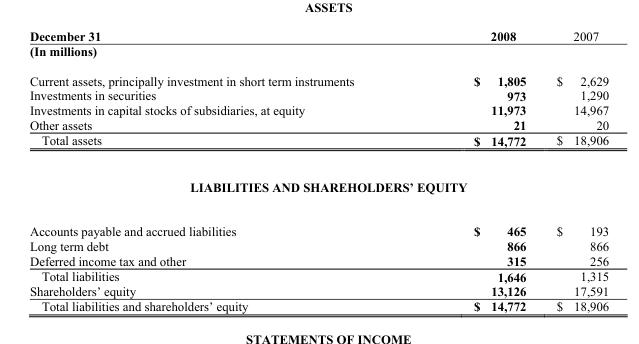 ASSETS
December 31 2008 2007
(In millions)
Current assets, principally investment in short term instruments $ 1,805 $ 2,629
Investments in securities 973 1,290
Investments in capital stocks of subsidiaries, at equity 11,973 14,967
Other assets 21 20
Total assets $ 14,772 $ 18,906
LIABILITIES AND SHAREHOLDERS’ EQUITY
Accounts payable and accrued liabilities $ 465 $ 193
Long term debt 866 866
Deferred income tax and other 315 256
Total liabilities 1,646 1,315
Shareholders’ equity 13,126 17,591
Total liabilities and shareholders’ equity $ 14,772 $ 18,906
STATEMENTS OF INCOME